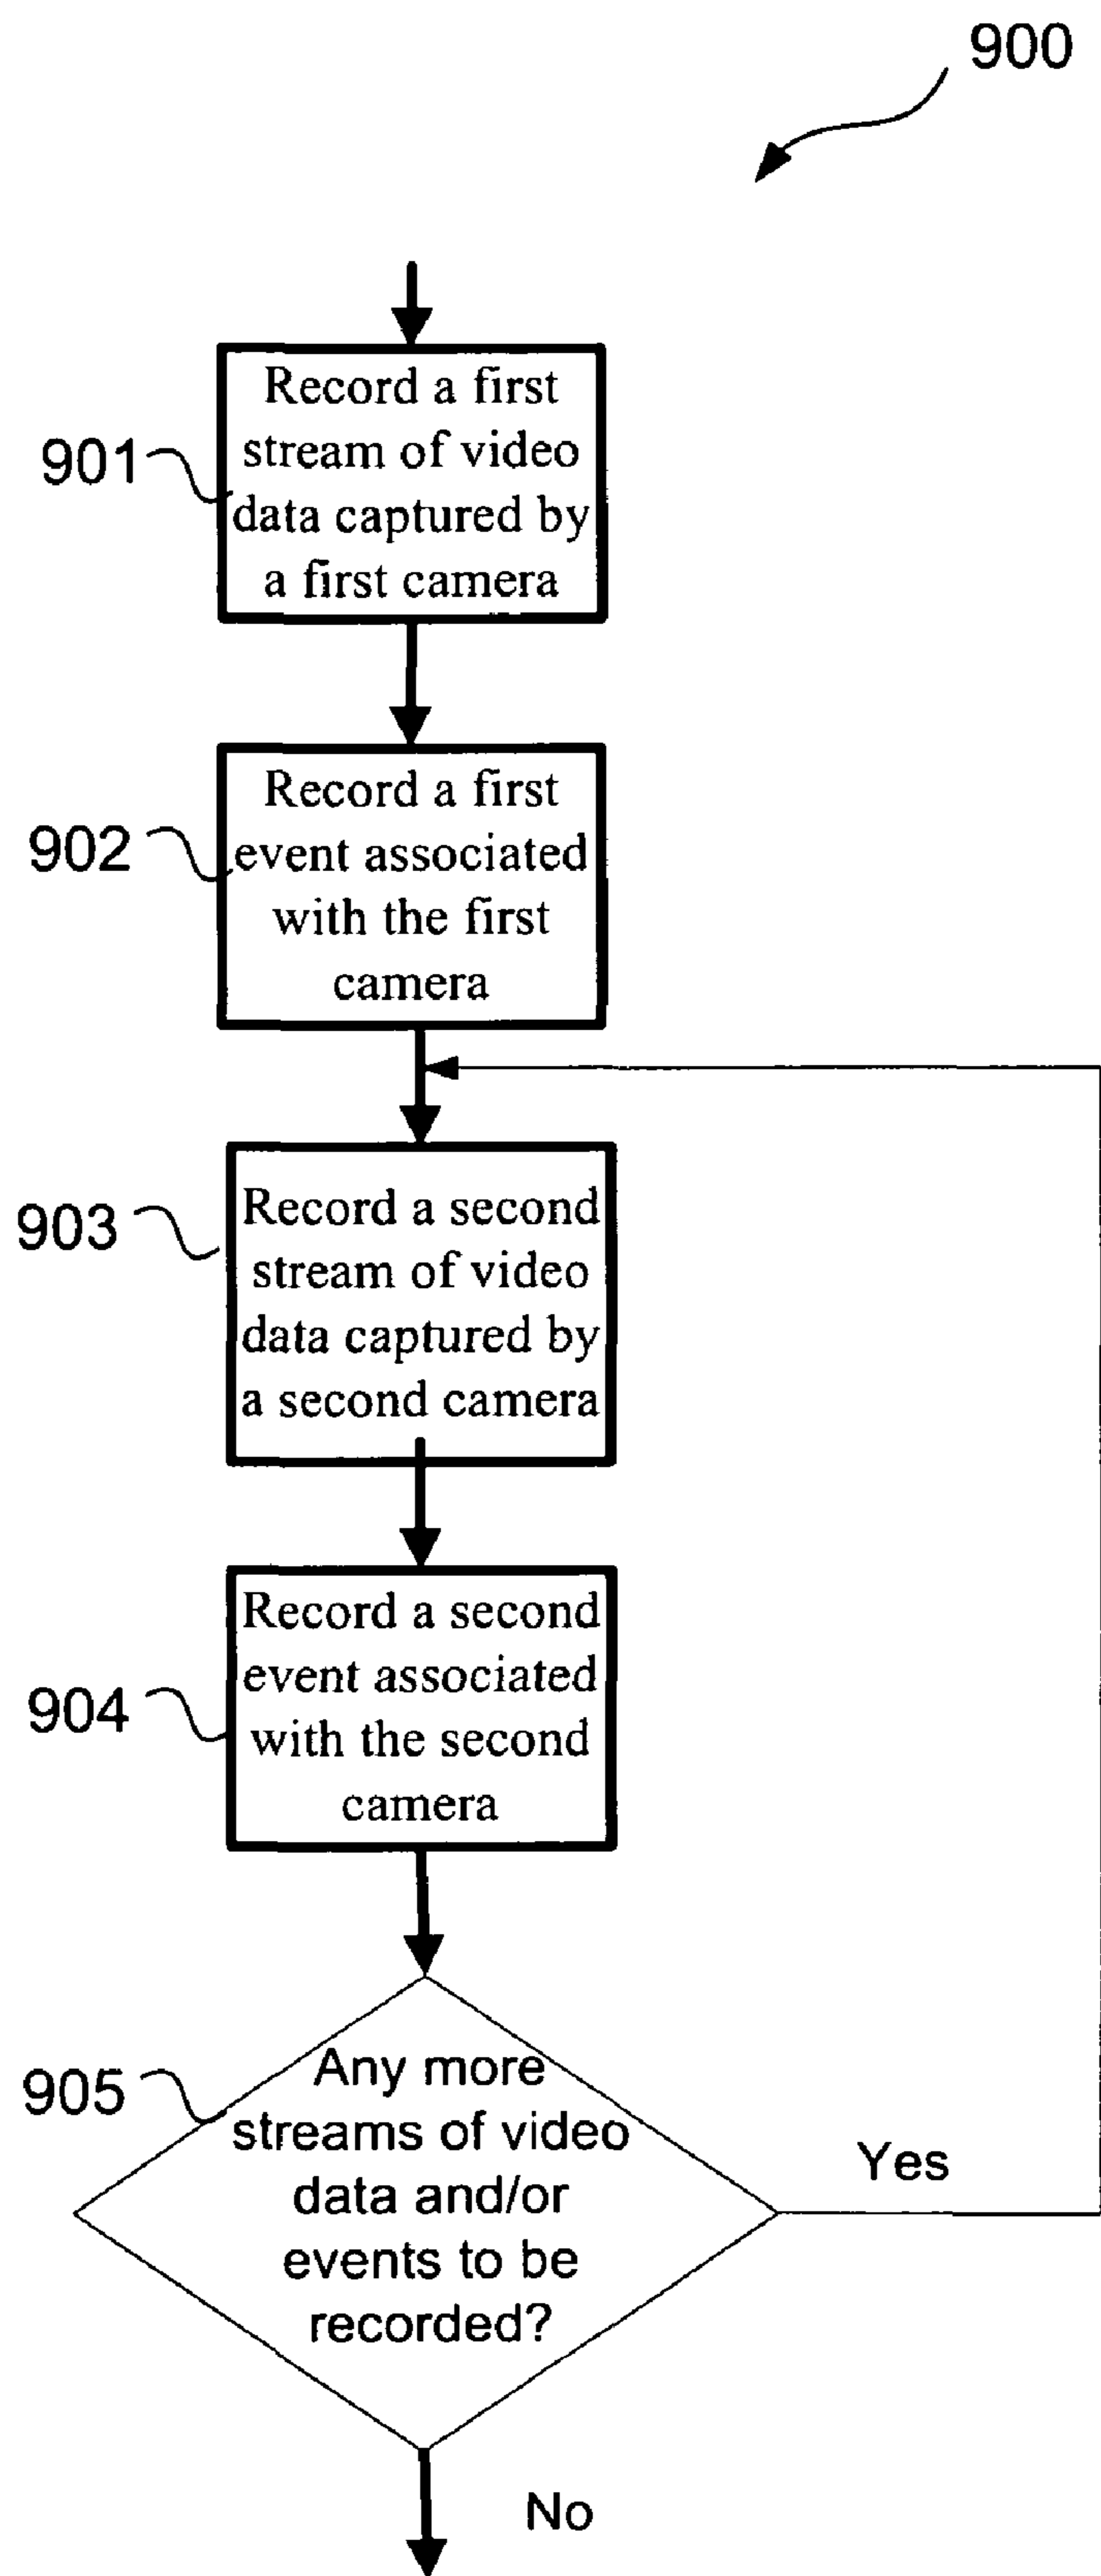 900
901
Record a first
stream of video
data captured by
a first camera
902
Record a first
event associated
with the first
camera
903
Record a second
stream of video
data captured by
a second camera
904
Record a second
event associated
with the second
camera
905
Any more
streams of video
data and/or
events to be
recorded?
Yes
No